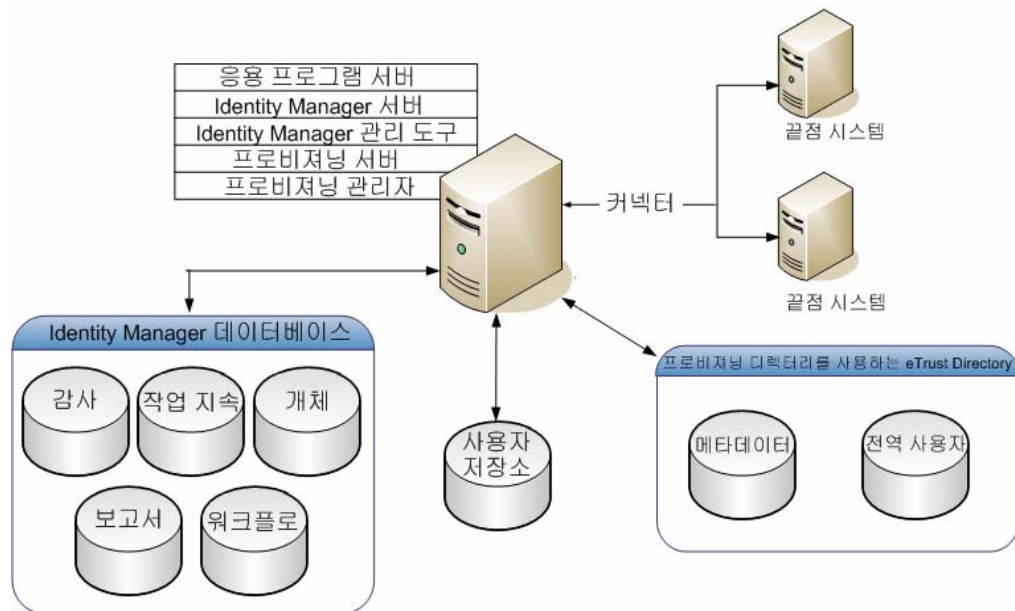 응용 프로그램 서버
Identity Manager 서버
Identity Manager 관리 도구
프로비져닝 서버
프로비져닝 관리자
커넥터
끝점 시스템
끝점 시스템
Identity Manager 데이터베이스
감사
작업 지속
개체
보고서
워크플로
사용자
저장소
프로비져닝 디렉터리를 사용하는 eTrust Directory
메타데이터
전역 사용자